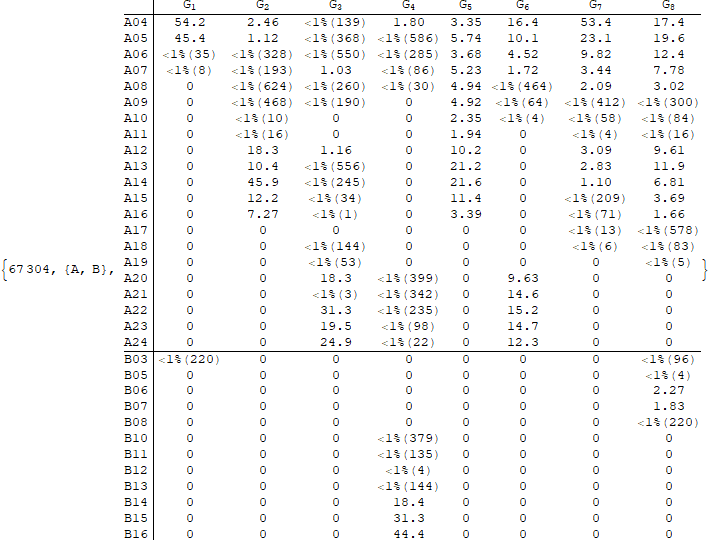 G1 G2 G3 G4 G5 G6 G7 G8
A04 54.2 2.46 <1%(139) 1.80 3.35 16.4 53.4 17.4
A05 45.4 1.12 <1%(368) <1%(586) 5.74 10.1 23.1 19.6
A06 <1%(35) <1%(328) <1%(550) <1%(285) 3.68 4.52 9.82 12.4
A07 <1%(8) <1%(193) 1.03 <1%(86) 5.23 1.72 3.44 7.78
A08 0 <1%(624) <1%(260) <1%(30) 4.94 <1%(464) 2.09 3.02
A09 0 <1%(468) <1%(190) 0 4.92 <1%(64) <1%(412) <1%(300)
A10 0 <1%(10) 0 0 2.35 <1%(4) <1%(58) <1%(84)
A11 0 <1%(16) 0 0 1.94 0 <1%(4) <1%(16)
A12 0 18.3 1.16 0 10.2 0 3.09 9.61
A13 0 10.4 <1%(556) 0 21.2 0 2.83 11.9
A14 0 45.9 <1%(245) 0 21.6 0 1.10 6.81
A15 0 12.2 <1%(34) 0 11.4 0 <1%(209) 3.69
A16 0 7.27 <1%(1) 0 3.39 0 <1%(71) 1.66
A17 0 0 0 0 0 0 <1%(13) <1%(578)
A18 0 0 <1%(144) 0 0 0 <1%(6) <1%(83)
{67304, {A, B}, A19 0 0 <1%(53) 0 0 0 0 <1%(5) }
A20 0 0 18.3 <1%(399) 0 9.63 0 0
A21 0 0 <1%(3) <1%(342) 0 14.6 0 0
A22 0 0 31.3 <1%(235) 0 15.2 0 0
A23 0 0 19.5 <1%(98) 0 14.7 0 0
A24 0 0 24.9 <1%(22) 0 12.3 0 0
B03 <1%(220) 0 0 0 0 0 0 <1%(96)
B05 0 0 0 0 0 0 0 <1%(4)
B06 0 0 0 0 0 0 0 2.27
B07 0 0 0 0 0 0 0 1.83
B08 0 0 0 0 0 0 0 <1%(220)
B10 0 0 0 <1%(379) 0 0 0 0
B11 0 0 0 <1%(135) 0 0 0 0
B12 0 0 0 <1%(4) 0 0 0 0
B13 0 0 0 <1%(144) 0 0 0 0
B14 0 0 0 18.4 0 0 0 0
B15 0 0 0 31.3 0 0 0 0
B16 0 0 0 44.4 0 0 0 0